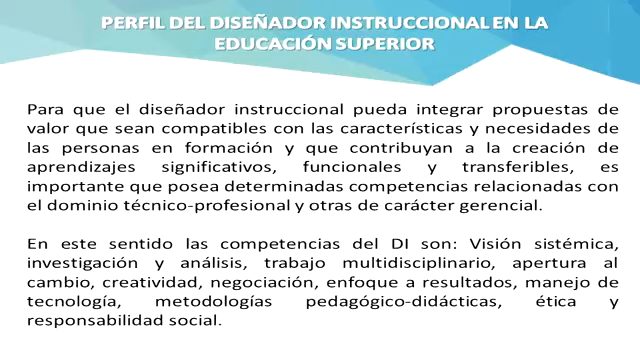 PERFIL DEL DISEÑADOR INSTRUCCIONAL EN LA
EDUCACIÓN SUPERIOR
Para que el diseñador instruccional pueda integrar propuestas de
valor que sean compatibles con las características y necesidades de
las personas en formación y que contribuyan a la creación de
aprendizajes significativos, funcionales y transferibles, es
importante que posea determinadas competencias relacionadas con
el dominio técnico-profesional y otras de carácter gerencial.
En este sentido las competencias del DI son: Visión sistémica,
investigación y análisis, trabajo multidisciplinario, apertura al
cambio, creatividad, negociación, enfoque a resultados, manejo de
tecnología, metodologías pedagógico-didácticas, ética y
responsabilidad social.